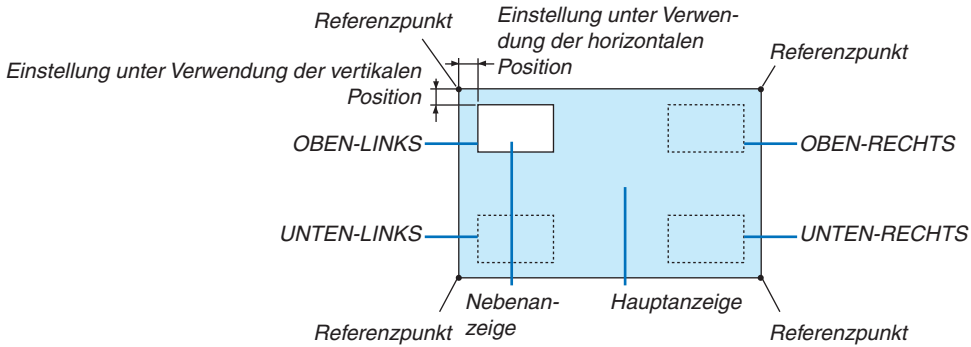 Referenzpunkt
Einstellung unter Verwen-
dung der horizontalen
Position
Referenzpunkt
Einstellung unter Verwendung der vertikalen
Position
OBEN-LINKS
OBEN-RECHTS
UNTEN-LINKS
UNTEN-RECHTS
Nebenan-
zeige
Hauptanzeige
Referenzpunkt
Referenzpunkt